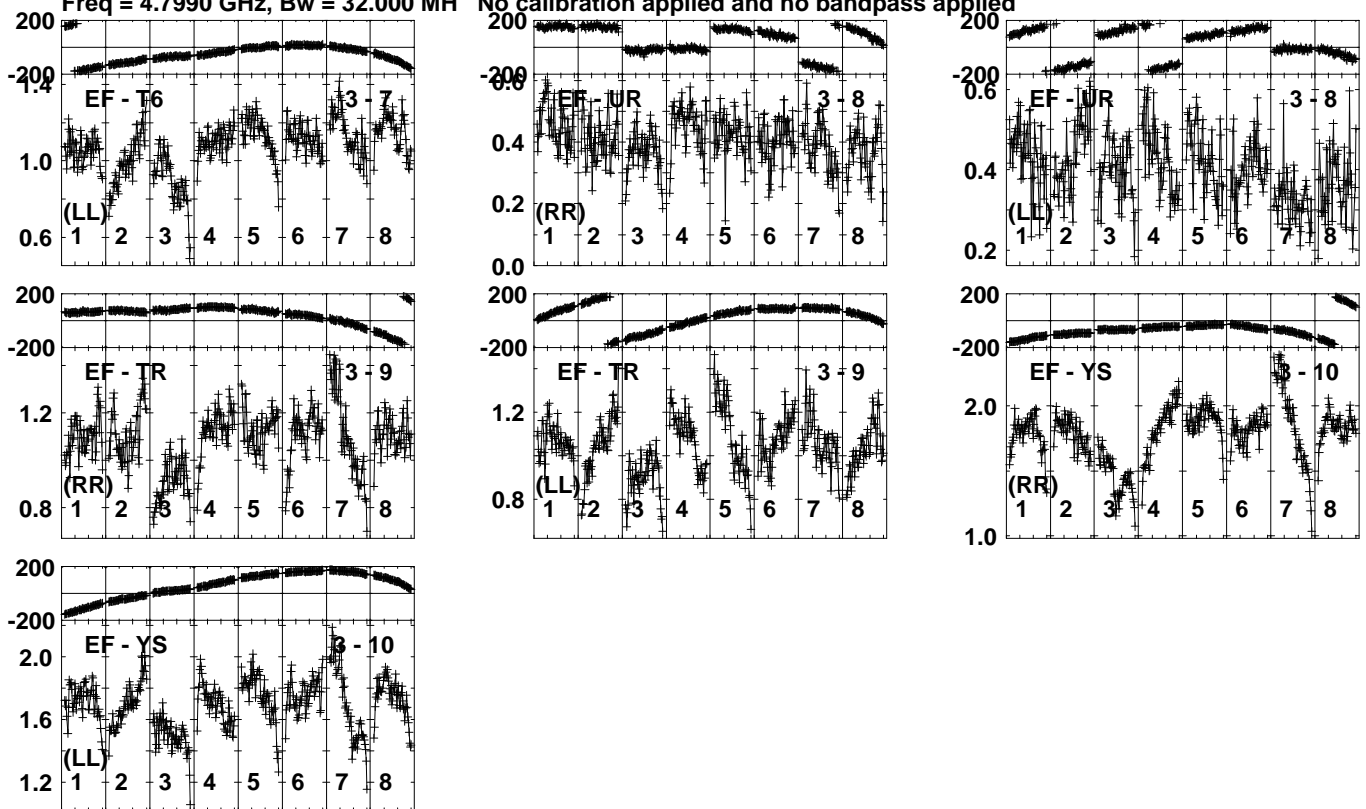 Freq = 4.7990 GHz, Bw = 32.000 MH No calibration applied and no bandpass applied
200
-200
1.4
1.0
0.6
EF - T6 3 - 7
(LL)
1 2 3 4 5 6 7 8
200
-200
0.6
0.4
0.2
0.0
EF - UR 3 - 8
(RR)
1 2 3 4 5 6 7 8
200
-200
0.6
0.4
0.2
EF - UR 3 - 8
(LL)
1 2 3 4 5 6 7 8
200
-200
1.2
0.8
EF - TR 3 - 9
(RR)
1 2 3 4 5 6 7 8
200
-200
1.2
0.8
EF - TR 3 - 9
(LL)
1 2 3 4 5 6 7 8
200
-200
2.0
1.0
EF - YS 3 - 10
(RR)
1 2 3 4 5 6 7 8
200
-200
2.0
1.6
1.2
EF - YS 3 - 10
(LL)
1 2 3 4 5 6 7 8